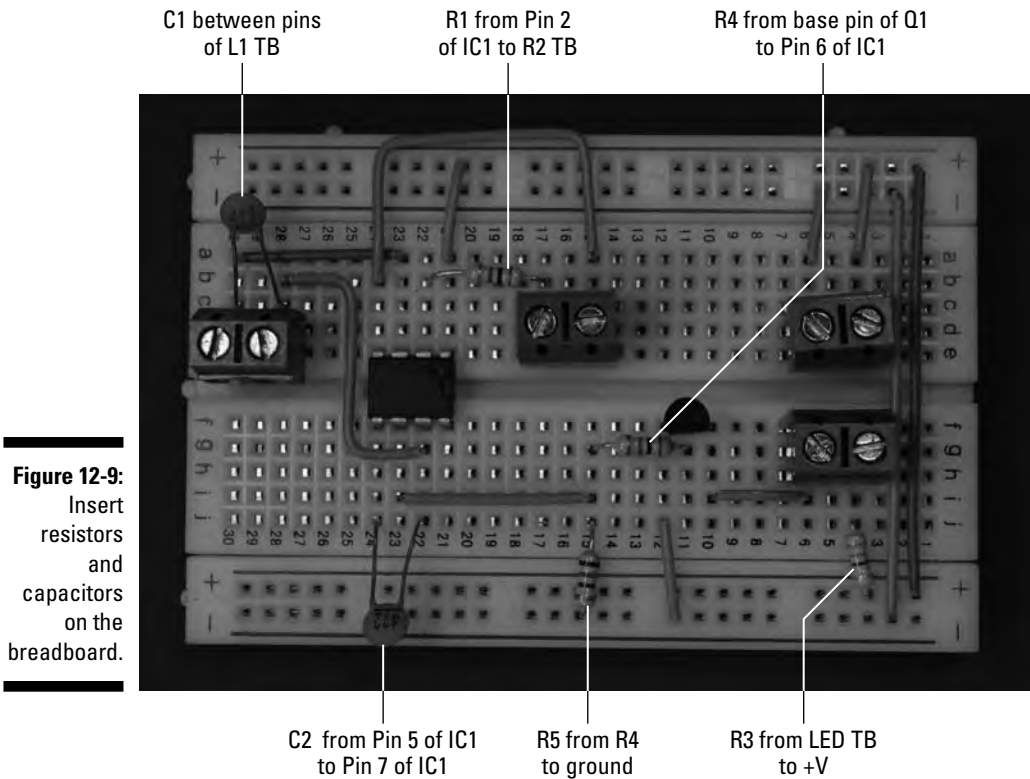 C1 between pins
of L1 TB
R1 from Pin 2
of IC1 to R2 TB
R4 from base pin of Q1
to Pin 6 of IC1
Figure 12-9:
Insert
resistors
and
capacitors
on the
breadboard.
+ +
- -
a a
b b
c c
d
e
f f
g g
h h
i i
j j
+ +
- -
C2 from Pin 5 of IC1
to Pin 7 of IC1
R5 from R4
to ground
R3 from LED TB
to +V